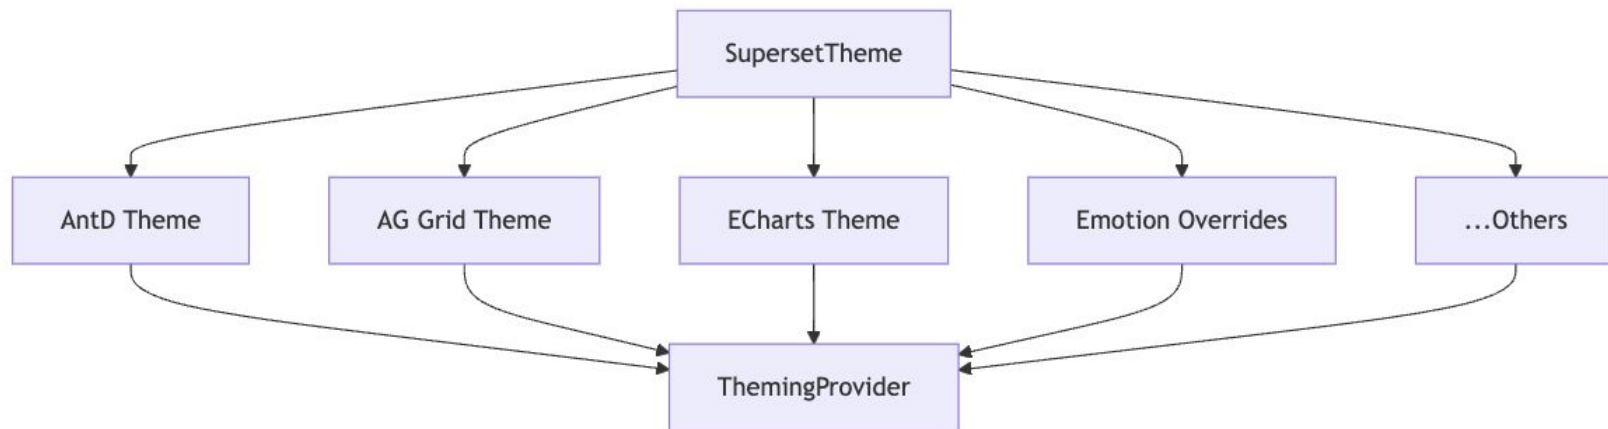 SupersetTheme
AntD Theme
AG Grid Theme
ECharts Theme
Emotion Overrides
...Others
ThemingProvider